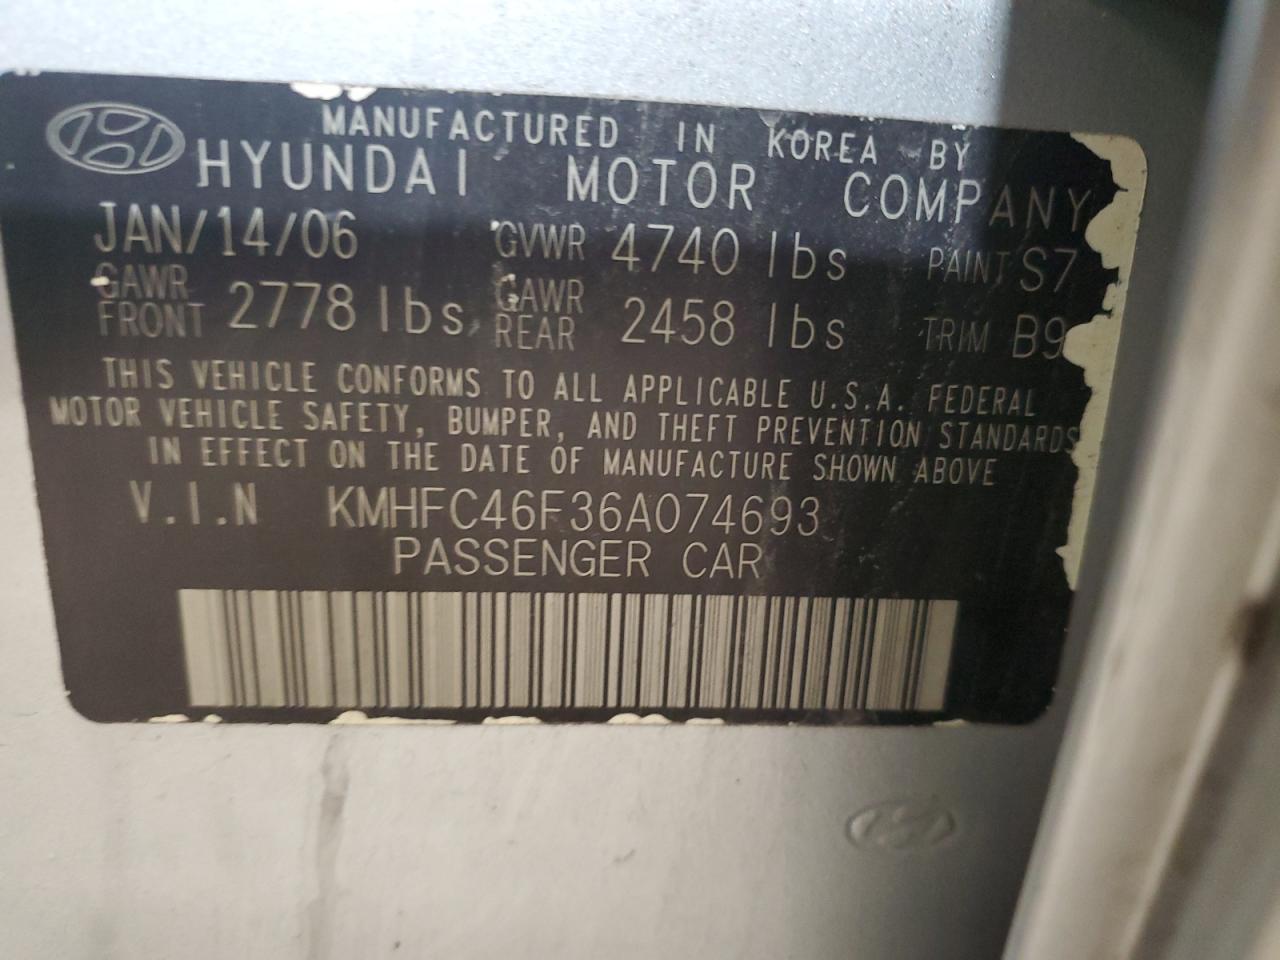 MANUFACTURED IN KOREA BY
HYUNDAI MOTOR COMPANY
JAN/14/06 GVWR 4740 lbs PAINT S7
GAWR FRONT 2778 lbs GAWR REAR 2458 lbs TRIM B9
THIS VEHICLE CONFORMS TO ALL APPLICABLE U.S.A. FEDERAL
MOTOR VEHICLE SAFETY, BUMPER, AND THEFT PREVENTION STANDARDS
IN EFFECT ON THE DATE OF MANUFACTURE SHOWN ABOVE
V.I.N KMHFC46F36A074693
PASSENGER CAR